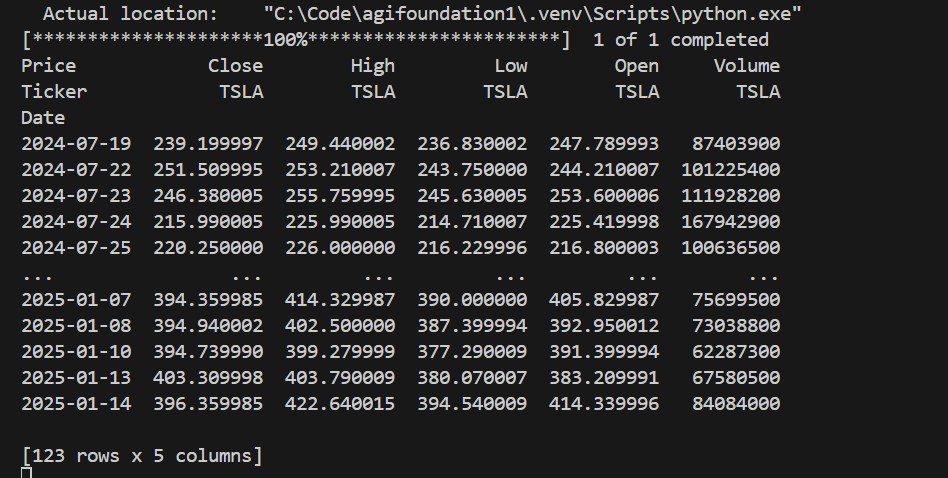 Actual location:    "C:\Code\agifoundation1\.venv\Scripts\python.exe"
[*********************100%***********************]  1 of 1 completed
Price            Close        High         Low        Open     Volume
Ticker            TSLA        TSLA        TSLA        TSLA       TSLA
Date
2024-07-19  239.199997  249.440002  236.830002  247.789993   87403900
2024-07-22  251.509995  253.210007  243.750000  244.210007  101225400
2024-07-23  246.380005  255.759995  245.630005  253.600006  111928200
2024-07-24  215.990005  225.990005  214.710007  225.419998  167942900
2024-07-25  220.250000  226.000000  216.229996  216.800003  100636500
...                ...         ...         ...         ...        ...
2025-01-07  394.359985  414.329987  390.000000  405.829987   75699500
2025-01-08  394.940002  402.500000  387.399994  392.950012   73038800
2025-01-10  394.739990  399.279999  377.290009  391.399994   62287300
2025-01-13  403.309998  403.790009  380.070007  383.209991   67580500
2025-01-14  396.359985  422.640015  394.540009  414.339996   84084000
[123 rows x 5 columns]